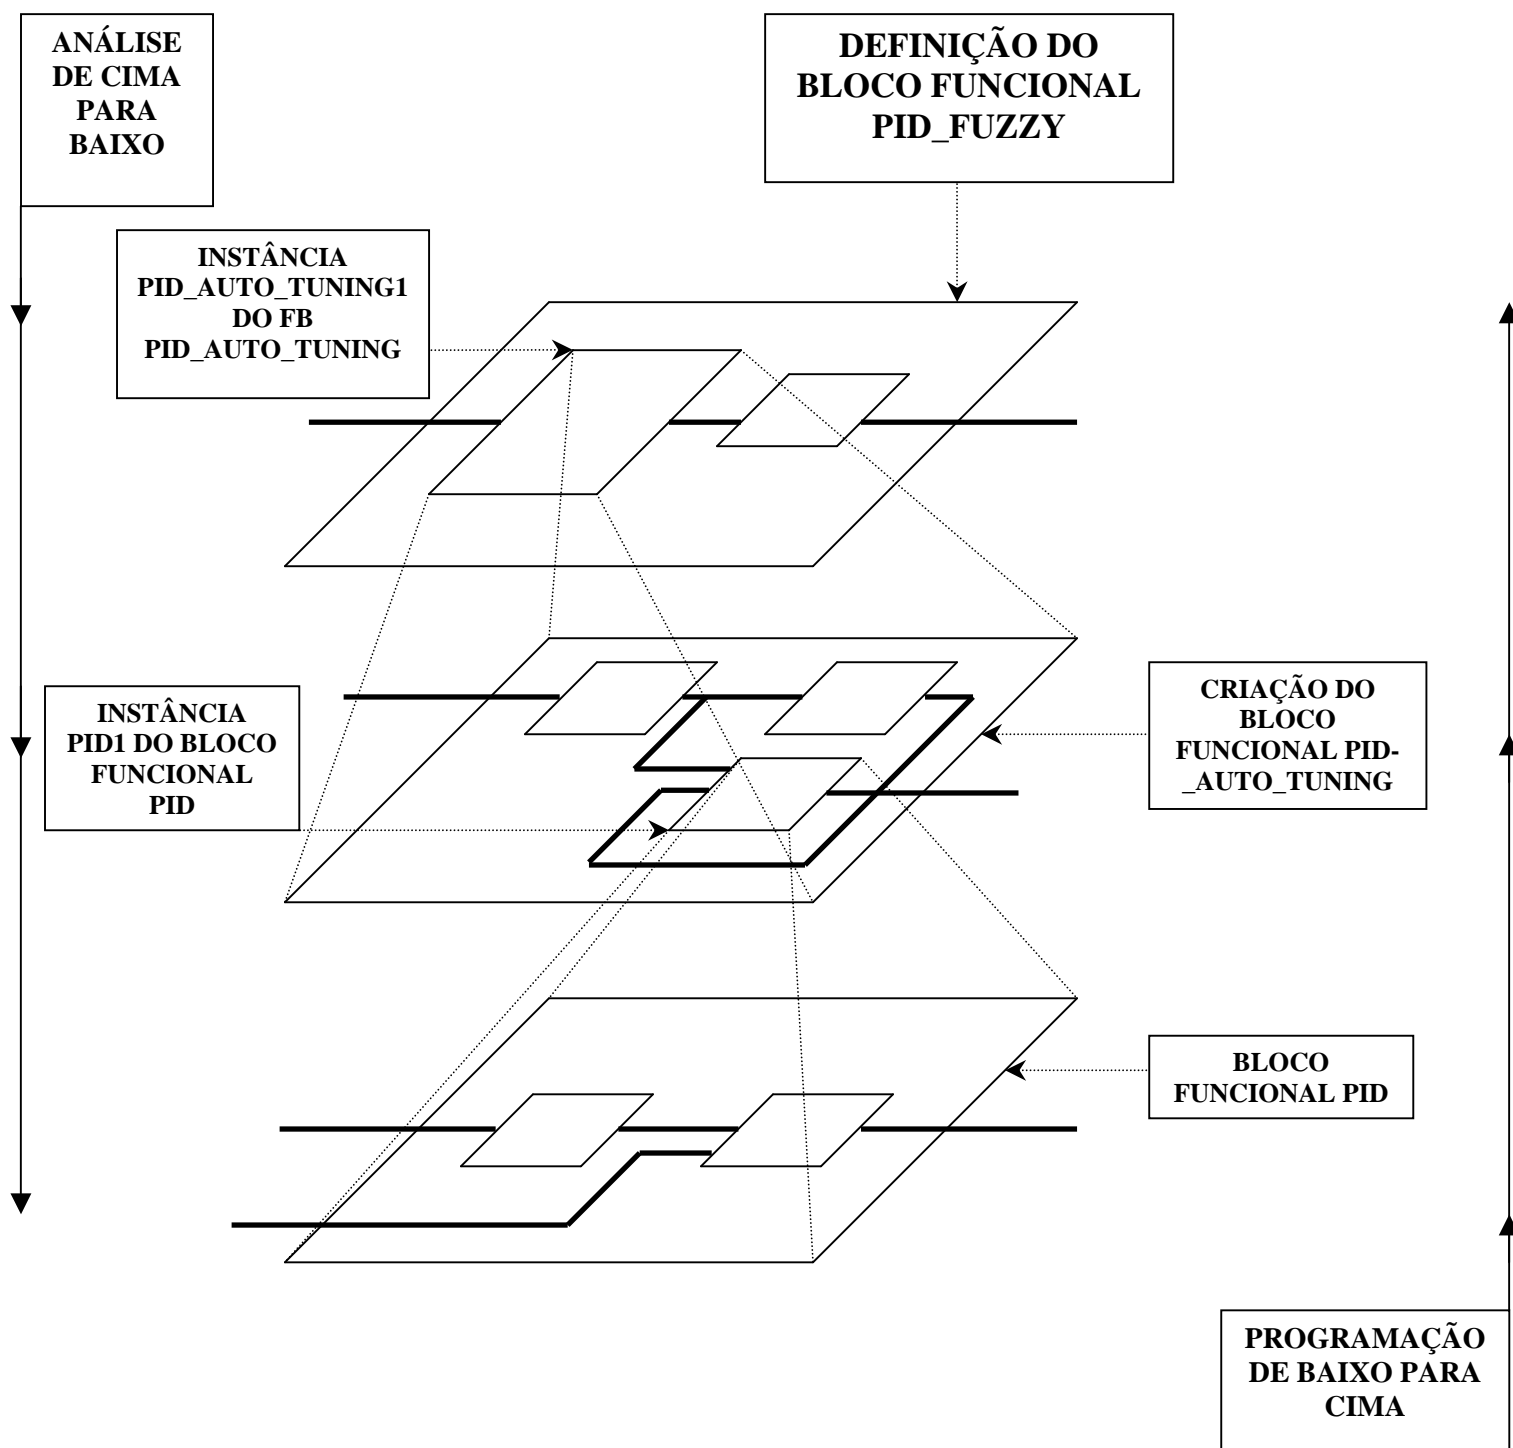 ANÁLISE
DE CIMA
PARA
BAIXO
DEFINIÇÃO DO
BLOCO FUNCIONAL
PID_FUZZY
INSTÂNCIA
PID_AUTO_TUNING1
DO FB
PID_AUTO_TUNING
INSTÂNCIA
PID1 DO BLOCO
FUNCIONAL
PID
CRIAÇÃO DO
BLOCO
FUNCIONAL PID-
_AUTO_TUNING
BLOCO
FUNCIONAL PID
PROGRAMAÇÃO
DE BAIXO PARA
CIMA